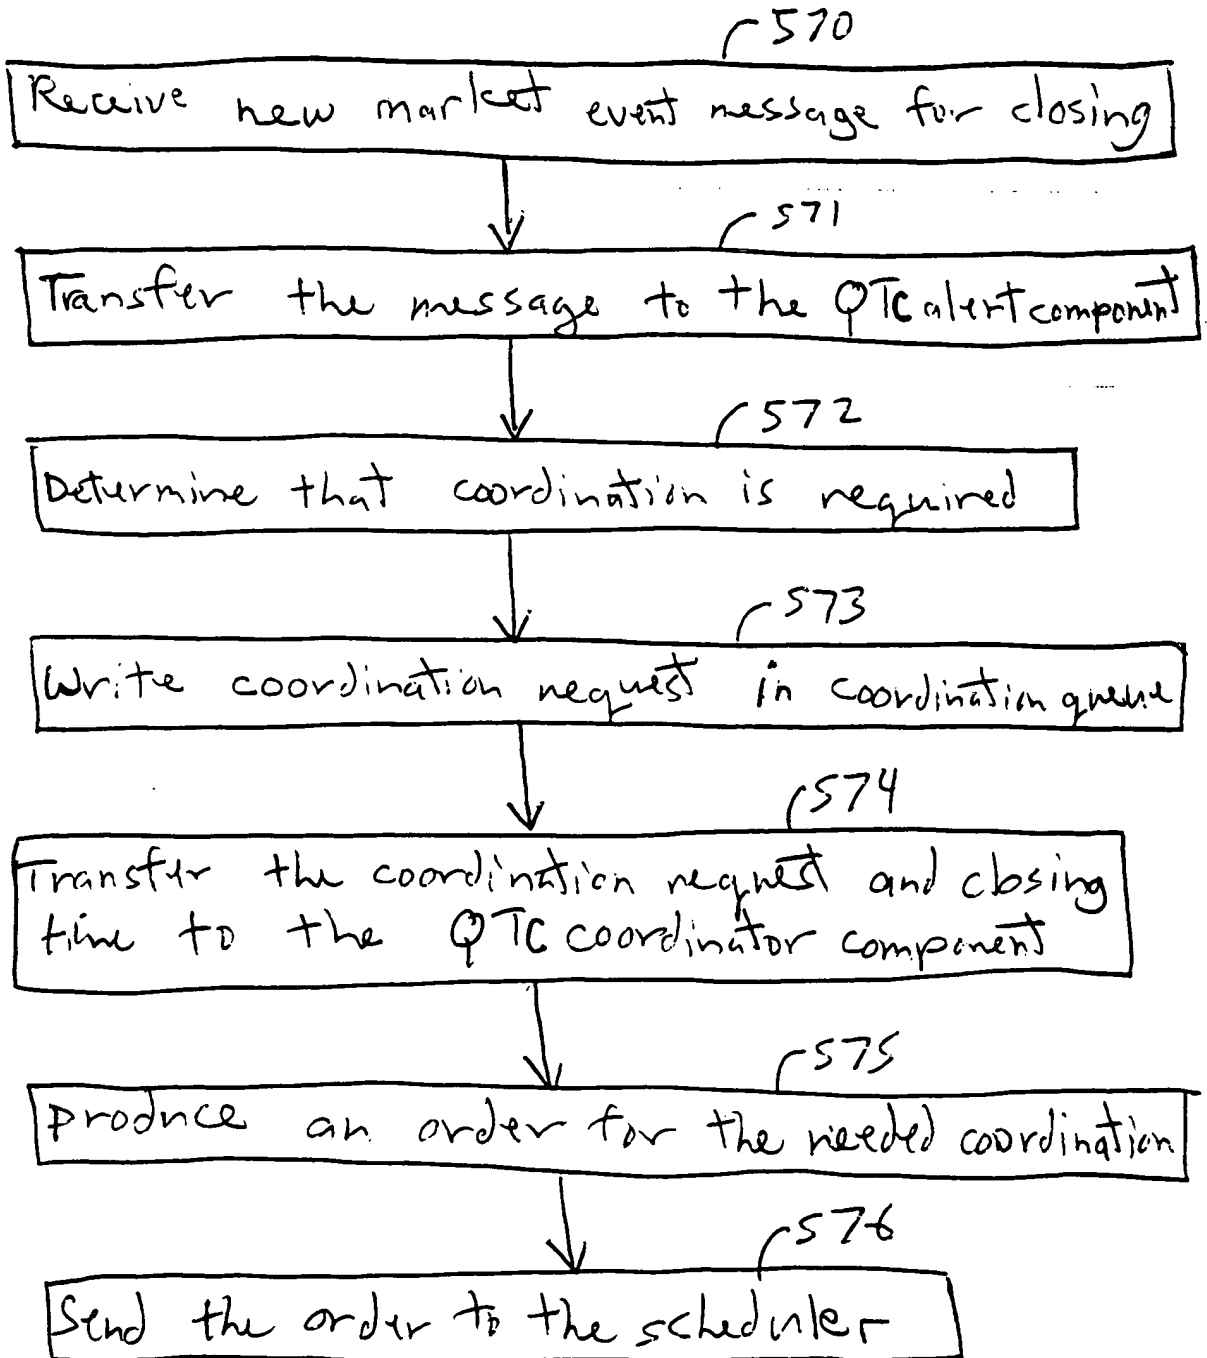 570
Receive new market event message for closing
571
Transfer the message to the QTC alert component
572
Determine that coordination is required
573
Write coordination request in coordination queue
574
Transfer the coordination request and closing
time to the QTC coordinator component
575
produce an order for the needed coordination
576
Send the order to the scheduler